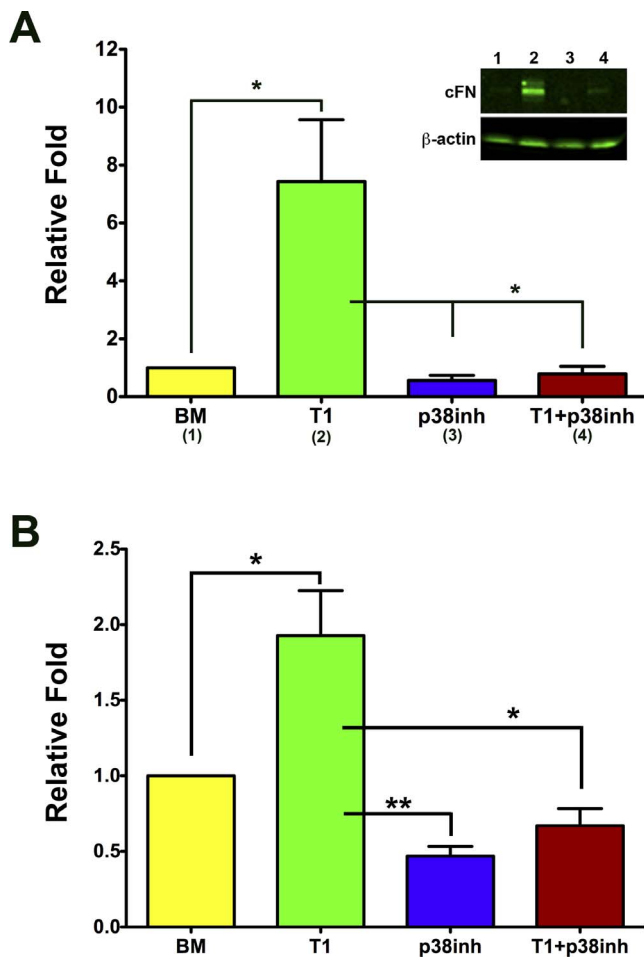 A
Relative Fold
12
10
8
6
4
2
0
*
*
1 2 3 4
cFN
β-actin
BM T1 p38inh T1+p38inh
(1) (2) (3) (4)
B
Relative Fold
2.5
2.0
1.5
1.0
0.5
0.0
*
*
**
BM T1 p38inh T1+p38inh